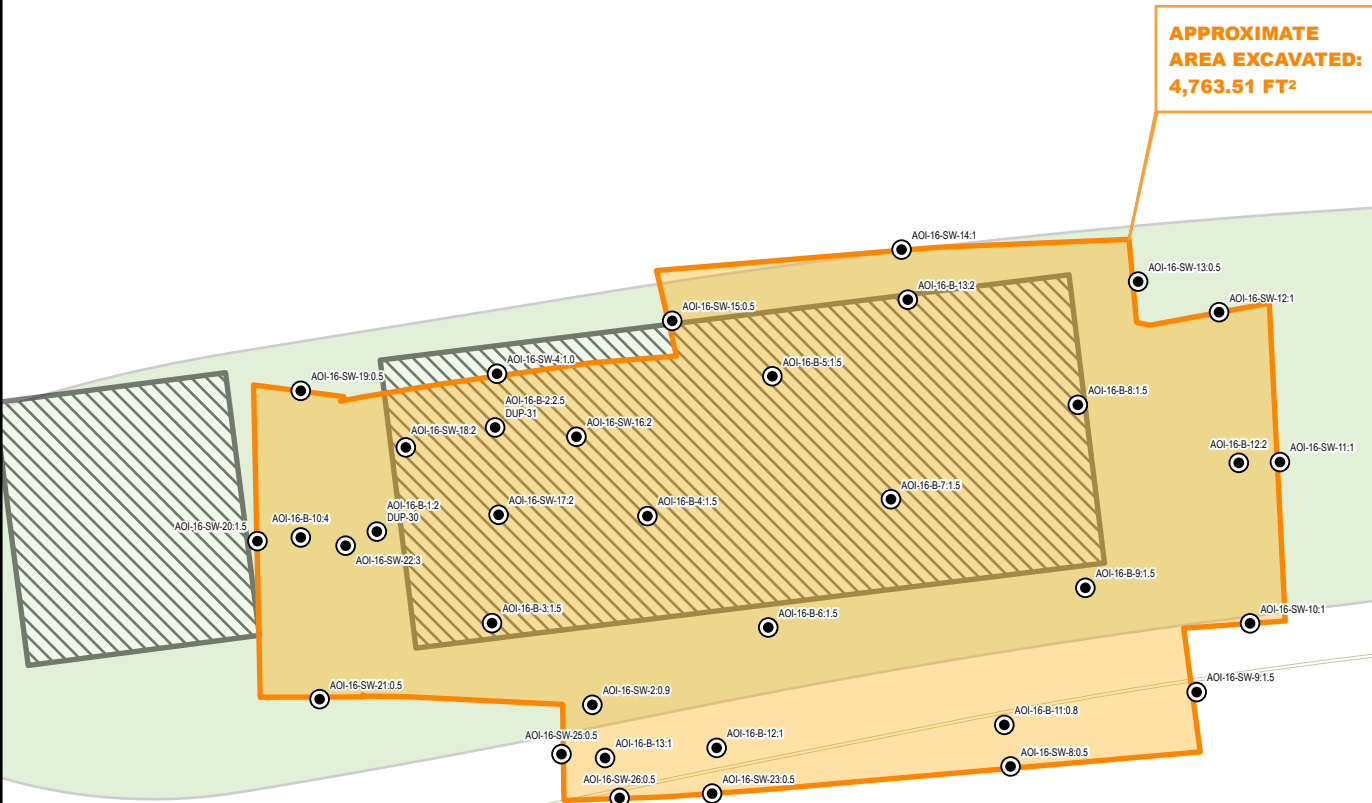 APPROXIMATE
AREA EXCAVATED:
4,763.51 FT²
AOI-16-SW-14:1
AOI-16-SW-13:0.5
AOI-16-B-13:2
AOI-16-SW-12:1
AOI-16-SW-15:0.5
AOI-16-SW-4:1.0
AOI-16-B-5:1.5
AOI-16-SW-19:0.5
AOI-16-B-8:1.5
AOI-16-B-2:2.5
DUP-31
AOI-16-SW-18:2
AOI-16-SW-16:2
AOI-16-B-12:2
AOI-16-SW-11:1
AOI-16-B-7:1.5
AOI-16-SW-17:2
AOI-16-B-4:1.5
AOI-16-B-1:2
DUP-30
AOI-16-SW-20:1.5
AOI-16-B-10:4
AOI-16-SW-22:3
AOI-16-B-9:1.5
AOI-16-B-3:1.5
AOI-16-B-6:1.5
AOI-16-SW-10:1
AOI-16-SW-21:0.5
AOI-16-SW-2:0.9
AOI-16-SW-9:1.5
AOI-16-B-11:0.8
AOI-16-SW-25:0.5
AOI-16-B-13:1
AOI-16-B-12:1
AOI-16-SW-8:0.5
AOI-16-SW-26:0.5
AOI-16-SW-23:0.5